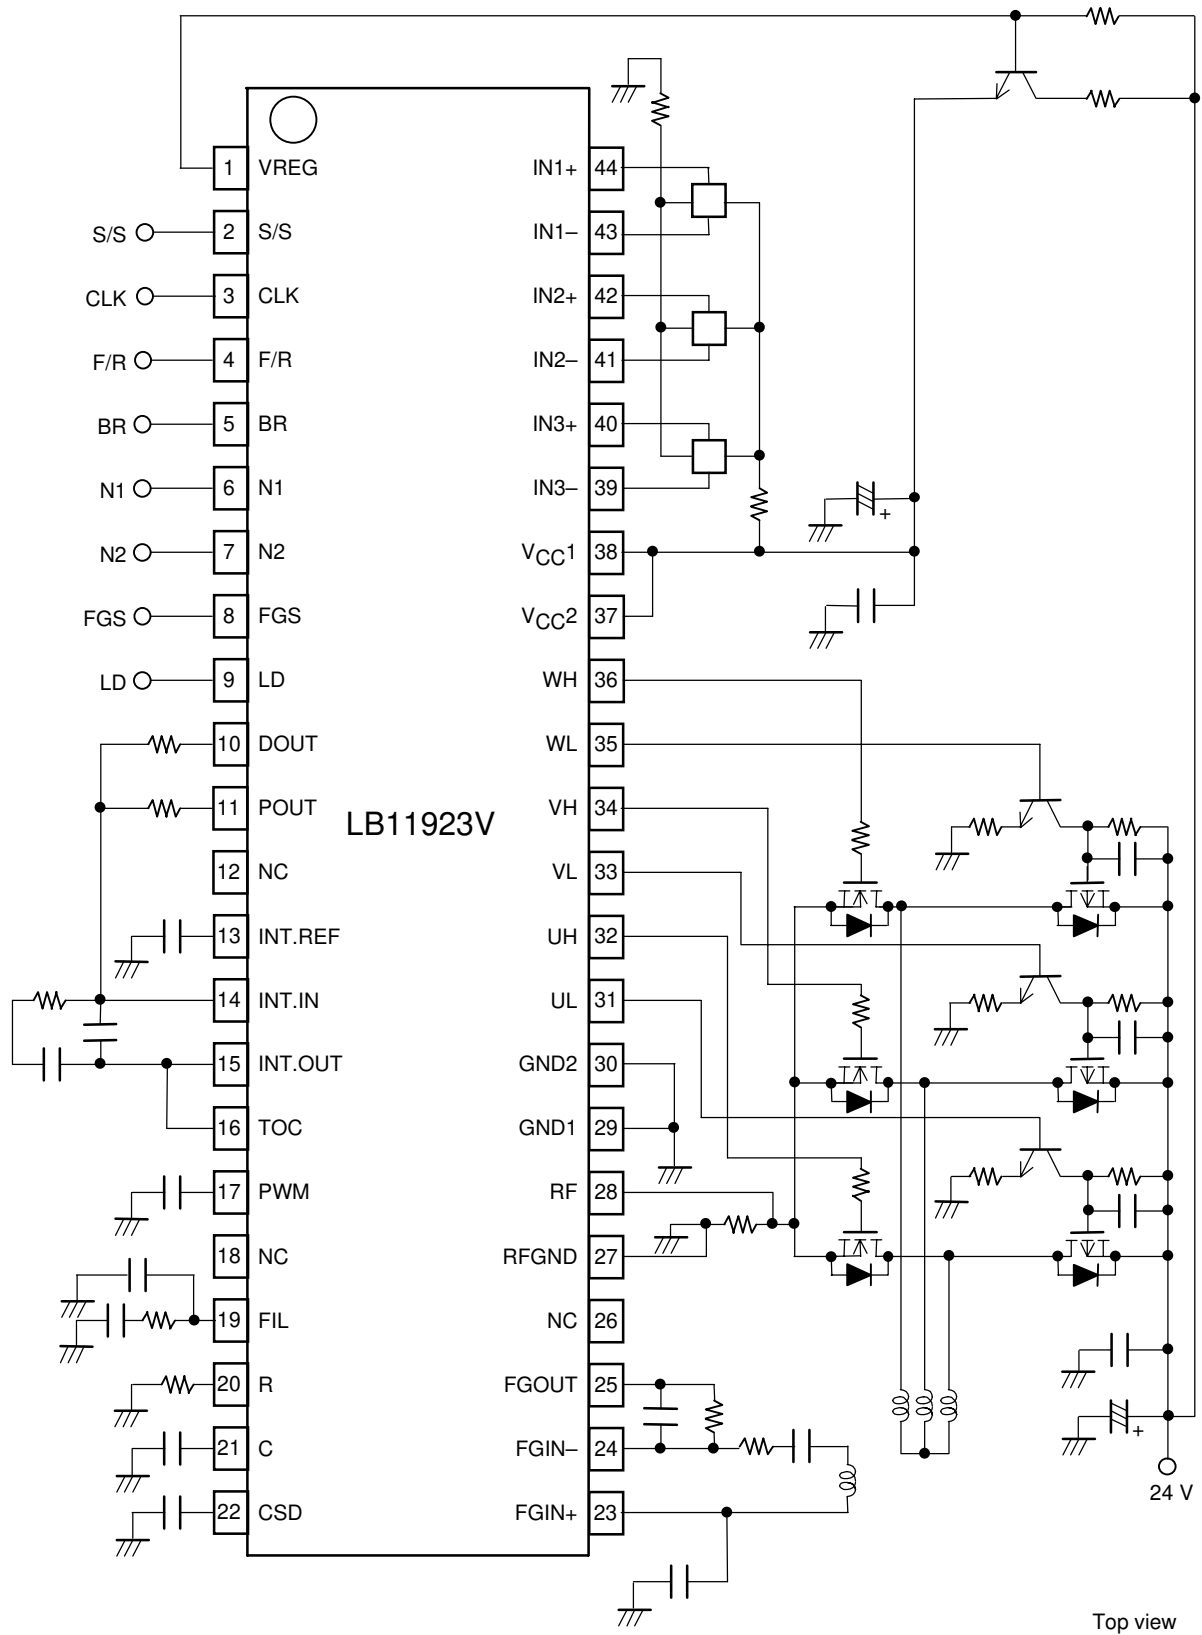 1 VREG IN1+ 44
S/S 2 S/S IN1– 43
CLK 3 CLK IN2+ 42
F/R 4 F/R IN2– 41
BR 5 BR IN3+ 40
N1 6 N1 IN3– 39
+
N2 7 N2 VCC1 38
FGS 8 FGS VCC2 37
LD 9 LD WH 36
10 DOUT WL 35
11 POUT VH 34
LB11923V
12 NC VL 33
13 INT.REF UH 32
14 INT.IN UL 31
15 INT.OUT GND2 30
16 TOC GND1 29
17 PWM RF 28
18 NC RFGND 27
19 FIL NC 26
20 R FGOUT 25
+
21 C FGIN– 24
24 V
22 CSD FGIN+ 23
Top view